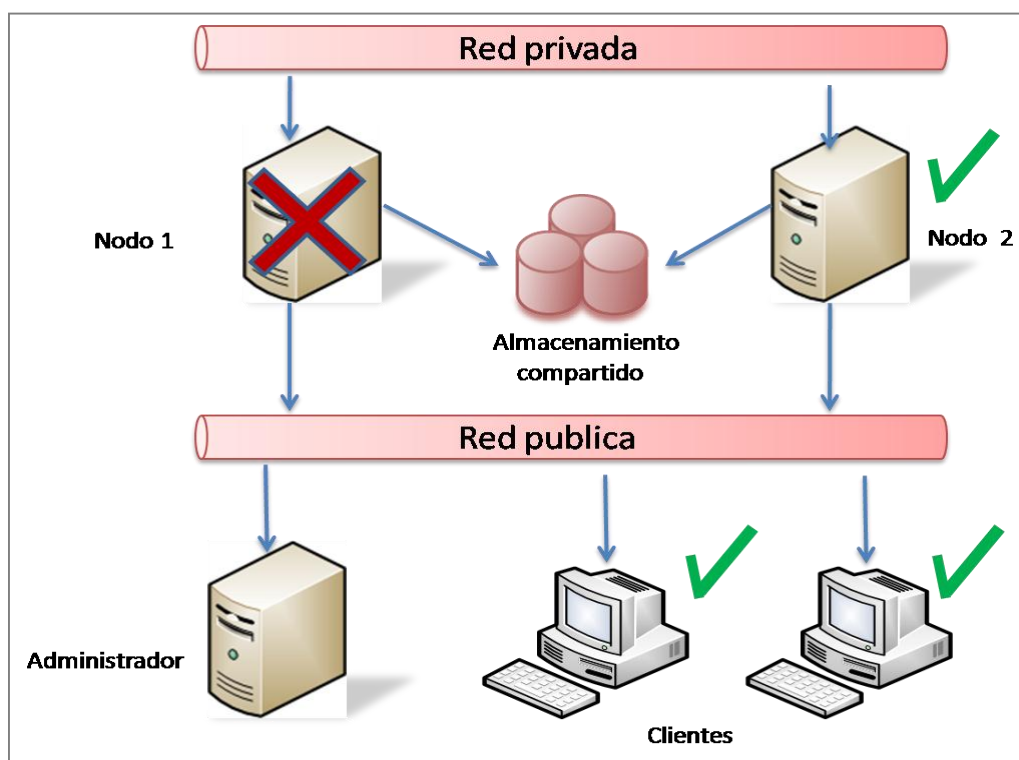 Red privada
Nodo 1
Nodo 2
Almacenamiento
compartido
Red publica
Administrador
Clientes